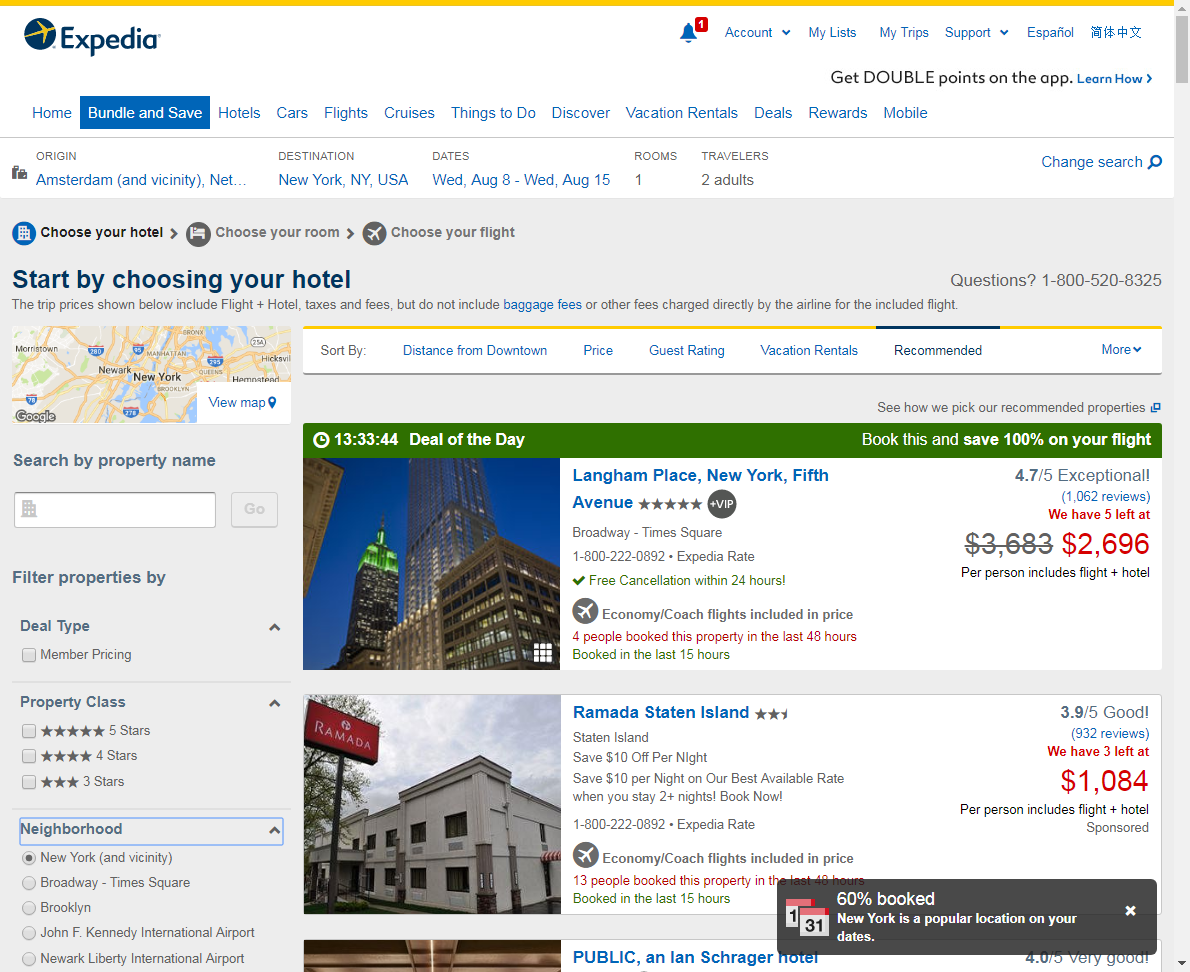 Expedia
1
Account
My Lists
My Trips
Support
Español
简体中文
Get DOUBLE points on the app. Learn How
Home
Bundle and Save
Hotels
Cars
Flights
Cruises
Things to Do
Discover
Vacation Rentals
Deals
Rewards
Mobile
ORIGIN
DESTINATION
DATES
ROOMS
TRAVELERS
Amsterdam (and vicinity), Net...
New York, NY, USA
Wed, Aug 8 - Wed, Aug 15
1
2 adults
Change search
Choose your hotel
Choose your room
Choose your flight
Start by choosing your hotel
Questions? 1-800-520-8325
The trip prices shown below include Flight + Hotel, taxes and fees, but do not include baggage fees or other fees charged directly by the airline for the included flight.
BRONX
Morristown
280
95
25A
MANHATTAN
Hicksvil
Newark
495
295
QUEENS
New York
Hempstead
BROOKLYN
78
278
Google
View map
Search by property name
Go
Filter properties by
Deal Type
Member Pricing
Property Class
5 Stars
4 Stars
3 Stars
Neighborhood
New York (and vicinity)
Broadway - Times Square
Brooklyn
John F. Kennedy International Airport
Newark Liberty International Airport
Sort By:
Distance from Downtown
Price
Guest Rating
Vacation Rentals
Recommended
More
See how we pick our recommended properties
13:33:44 Deal of the Day
Book this and save 100% on your flight
Langham Place, New York, Fifth
Avenue
+VIP
Broadway - Times Square
1-800-222-0892 • Expedia Rate
Free Cancellation within 24 hours!
Economy/Coach flights included in price
4 people booked this property in the last 48 hours
Booked in the last 15 hours
4.7/5 Exceptional!
(1,062 reviews)
We have 5 left at
$3,683 $2,696
Per person includes flight + hotel
RAMADA
Ramada Staten Island
Staten Island
Save $10 Off Per NIght
Save $10 per Night on Our Best Available Rate
when you stay 2+ nights! Book Now!
1-800-222-0892 • Expedia Rate
Economy/Coach flights included in price
13 people booked this property in the last 48 hours
Booked in the last 15 hours
3.9/5 Good!
(932 reviews)
We have 3 left at
$1,084
Per person includes flight + hotel
Sponsored
1
31
60% booked
New York is a popular location on your
dates.
PUBLIC, an Ian Schrager hotel
4.0/5 Very good!